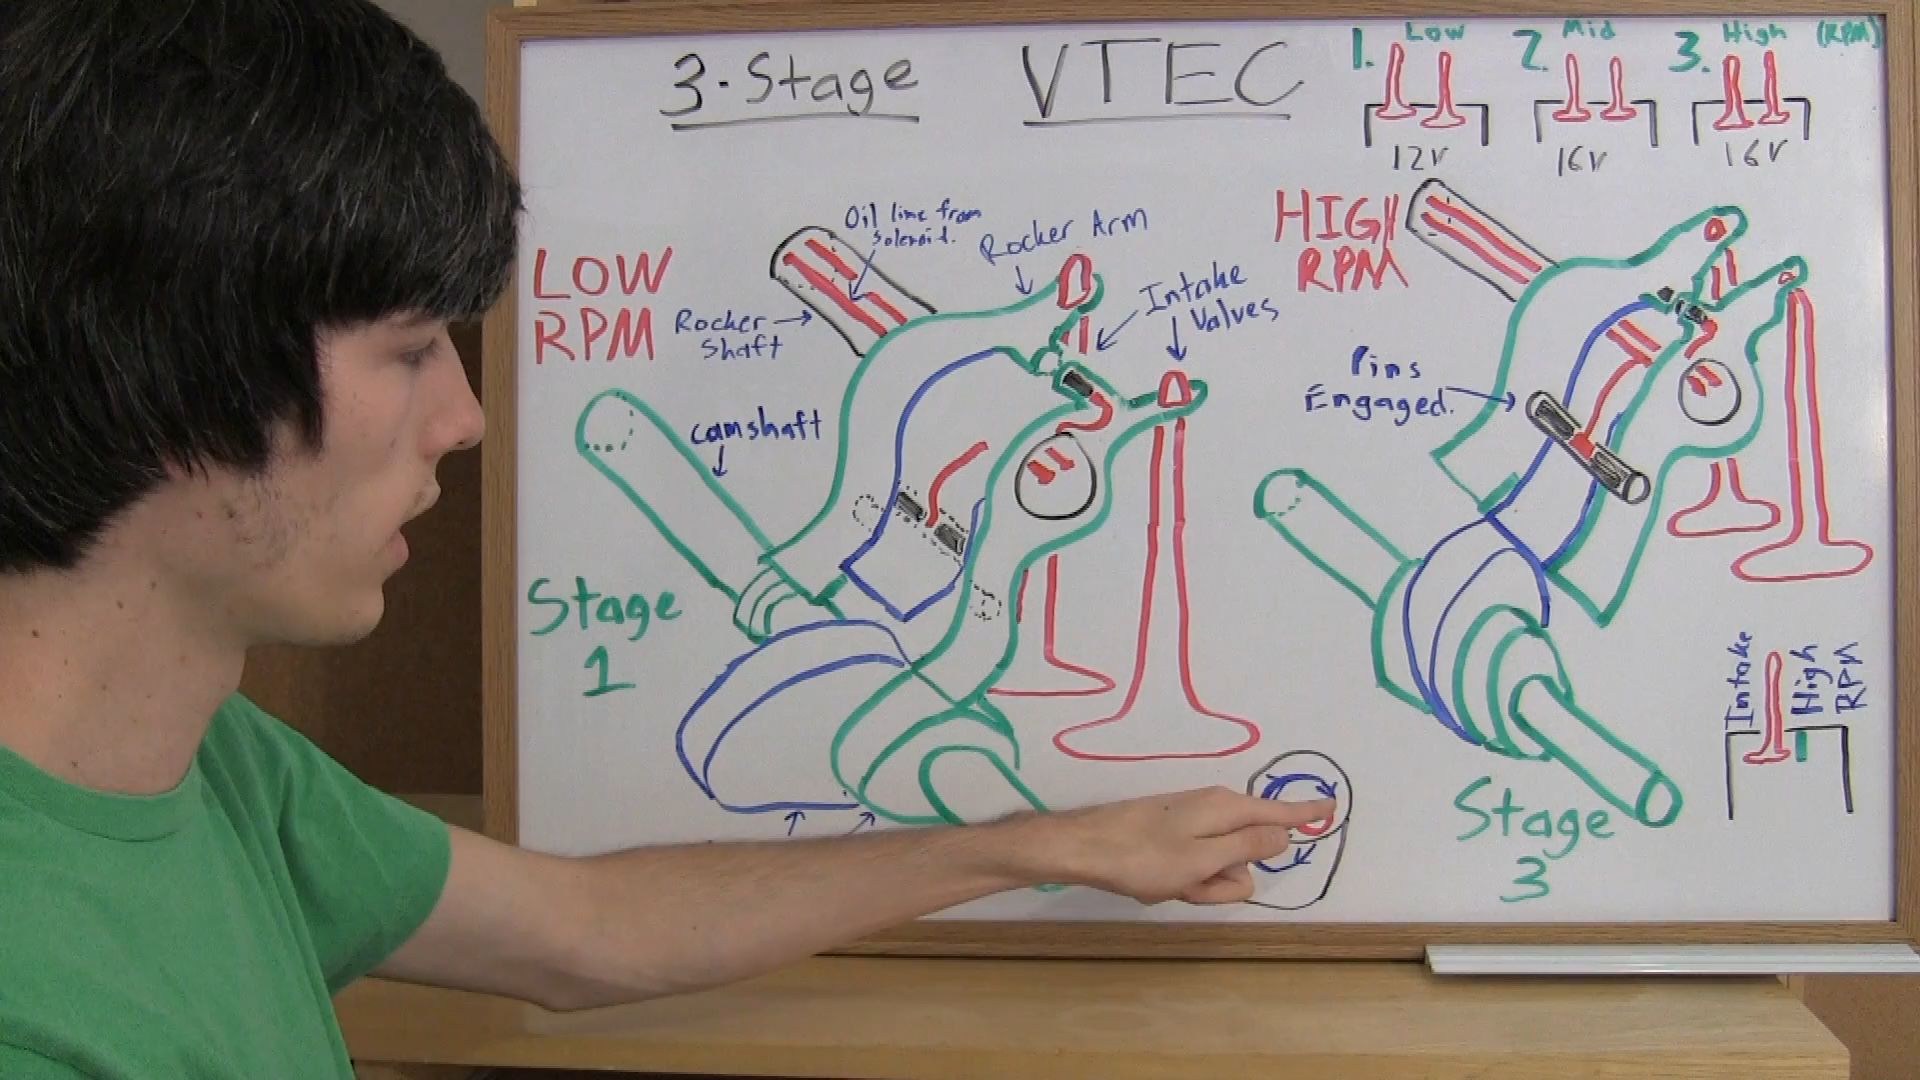 3-Stage VTEC
1. Low
2. Mid
3. High (RPM)
12V
16V
16V
LOW
RPM
Oil line from
Solenoid.
Rocker Arm
Rocker
Shaft
Intake
Valves
camshaft
Stage
1
HIGH
RPM
Pins
Engaged.
Stage
3
Intake
High
RPM